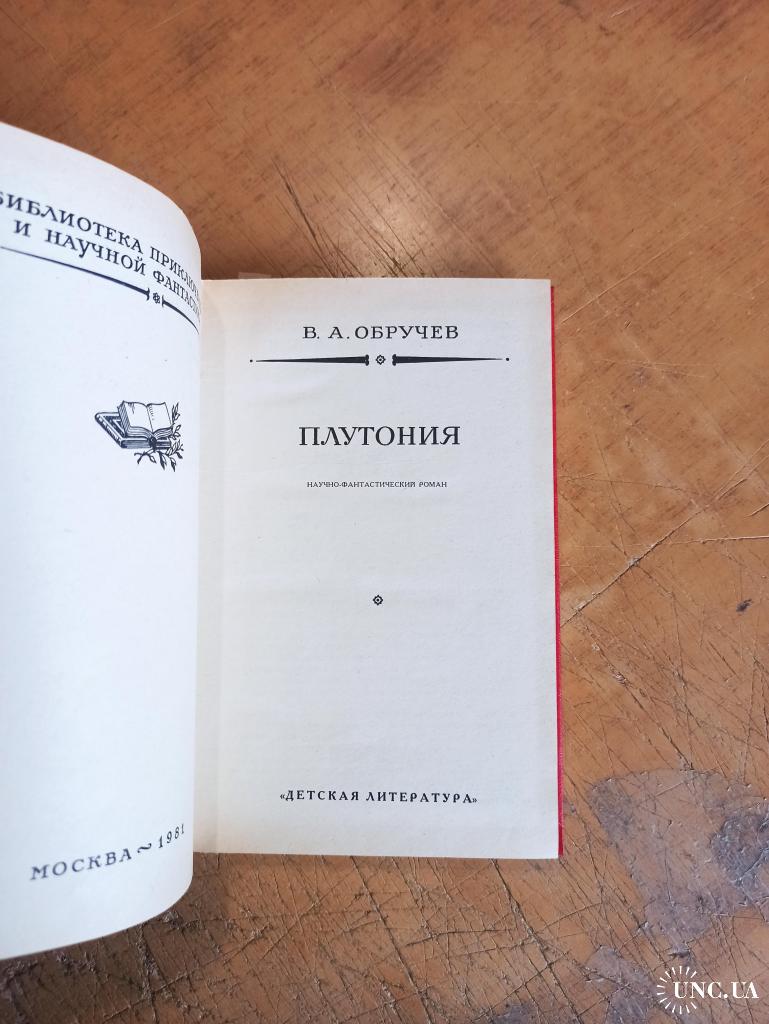 БИБЛИОТЕКА
И НАУЧНОЙ
МОСКВА ~ 1981
В. А. ОБРУЧЕВ
ПЛУТОНИЯ
НАУЧНО-ФАНТАСТИЧЕСКИЙ РОМАН
«ДЕТСКАЯ ЛИТЕРАТУРА»
UNC.UA